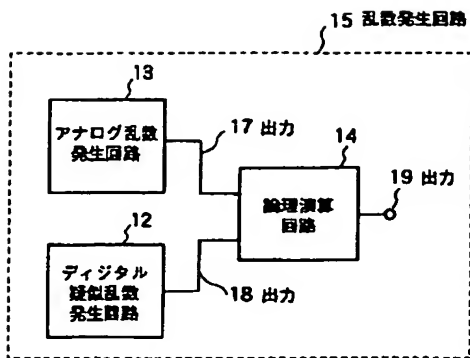 15 乱数発生回路
13
アナログ乱数
発生回路
17 出力
14
論理演算
回路
19 出力
12
ディジタル
疑似乱数
発生回路
18 出力